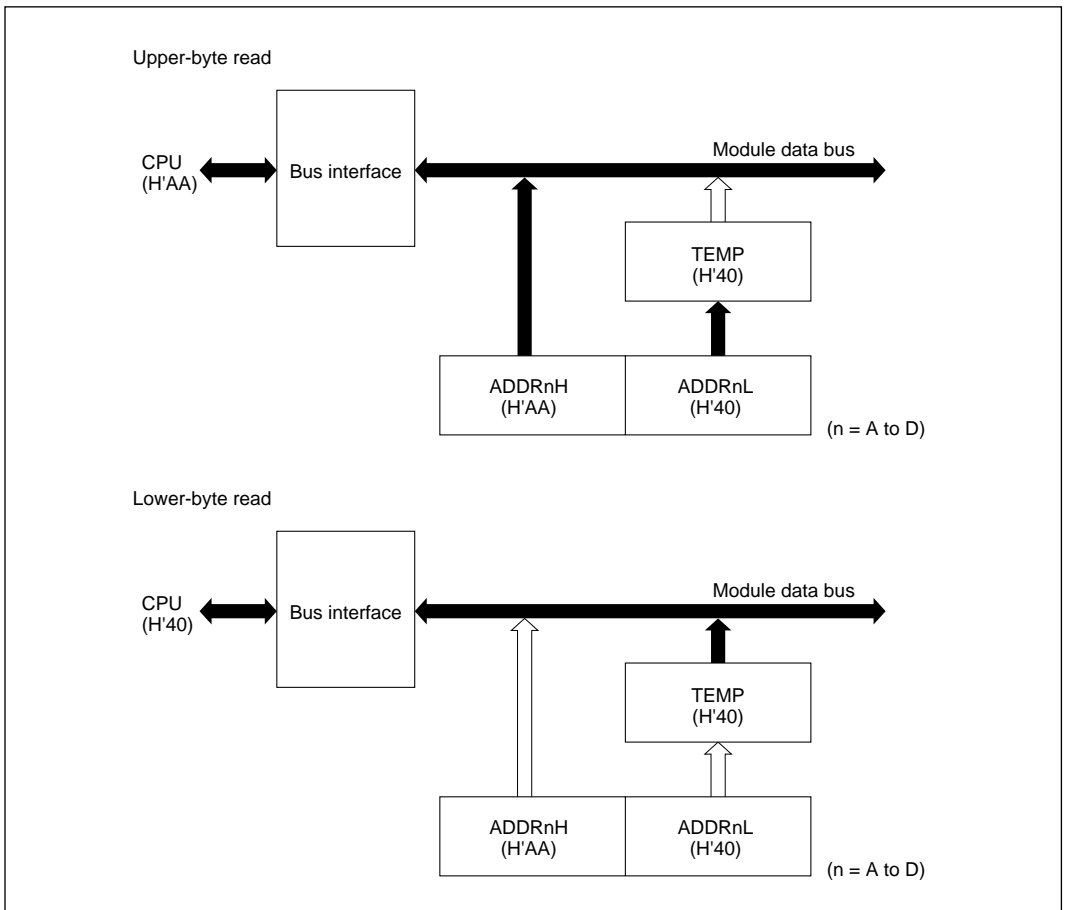 Upper-byte read
CPU
(H'AA)
Bus interface
Module data bus
TEMP
(H'40)
ADDRnH
(H'AA)
ADDRnL
(H'40)
(n = A to D)
Lower-byte read
CPU
(H'40)
Bus interface
Module data bus
TEMP
(H'40)
ADDRnH
(H'AA)
ADDRnL
(H'40)
(n = A to D)